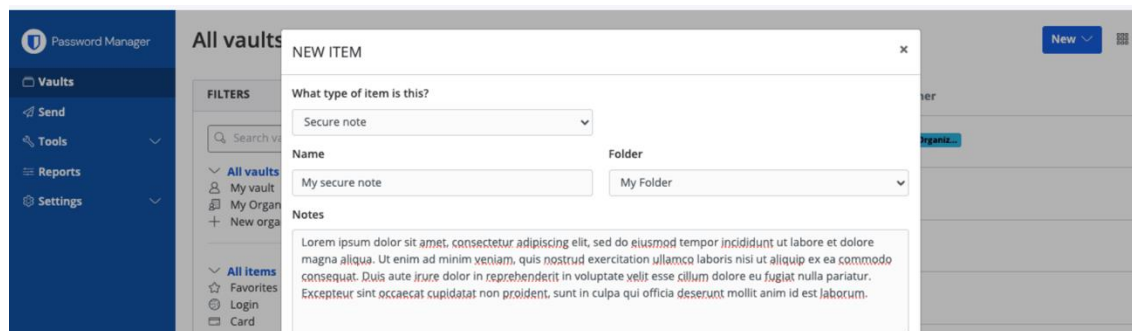 Password Manager
Vaults
Send
Tools
Reports
Settings
All vaults
New
FILTERS
Search va
All vaults
My vault
My Organ
New orga
All items
Favorites
Login
Card
NEW ITEM
×
What type of item is this?
Secure note
Name
Folder
My secure note
My Folder
Notes
Lorem ipsum dolor sit amet, consectetur adipiscing elit, sed do eiusmod tempor incididunt ut labore et dolore
magna aliqua. Ut enim ad minim veniam, quis nostrud exercitation ullamco laboris nisi ut aliquip ex ea commodo
consequat. Duis aute irure dolor in reprehenderit in voluptate velit esse cillum dolore eu fugiat nulla pariatur.
Excepteur sint occaecat cupidatat non proident, sunt in culpa qui officia deserunt mollit anim id est laborum.
ner
Organiz...